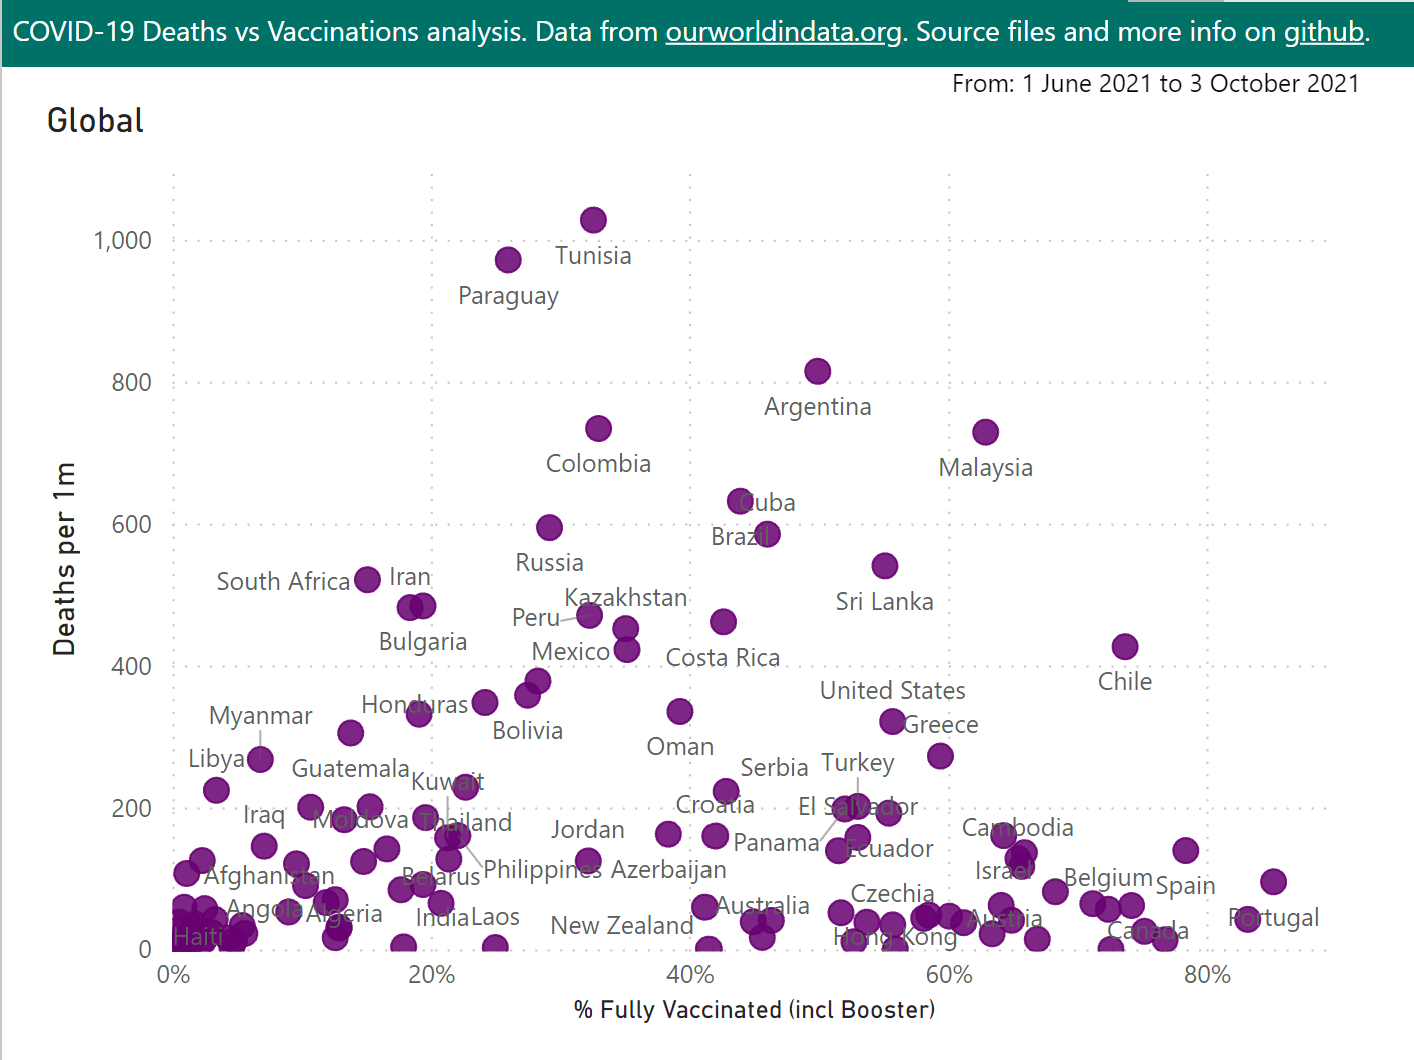 COVID-19 Deaths vs Vaccinations analysis. Data from ourworldindata.org. Source files and more info on github.
From: 1 June 2021 to 3 October 2021
Global
Deaths per 1m
1,000
Tunisia
Paraguay
800
Argentina
Colombia
Malaysia
Cuba
600
Brazil
Russia
South Africa
Iran
Kazakhstan
Sri Lanka
Peru
Bulgaria
Mexico
Costa Rica
400
Chile
United States
Honduras
Myanmar
Greece
Bolivia
Oman
Libya
Guatemala
Serbia
Turkey
Kuwait
200
Croatia
El Salvador
Iraq
Moldova
Thailand
Jordan
Cambodia
Panama
Ecuador
Philippines
Azerbaijan
Israel
Afghanistan
Belarus
Belgium
Spain
Czechia
Angola
Algeria
Australia
India
Laos
Austria
Portugal
New Zealand
Canada
Haiti
Hong Kong
0
0%
20%
40%
60%
80%
% Fully Vaccinated (incl Booster)